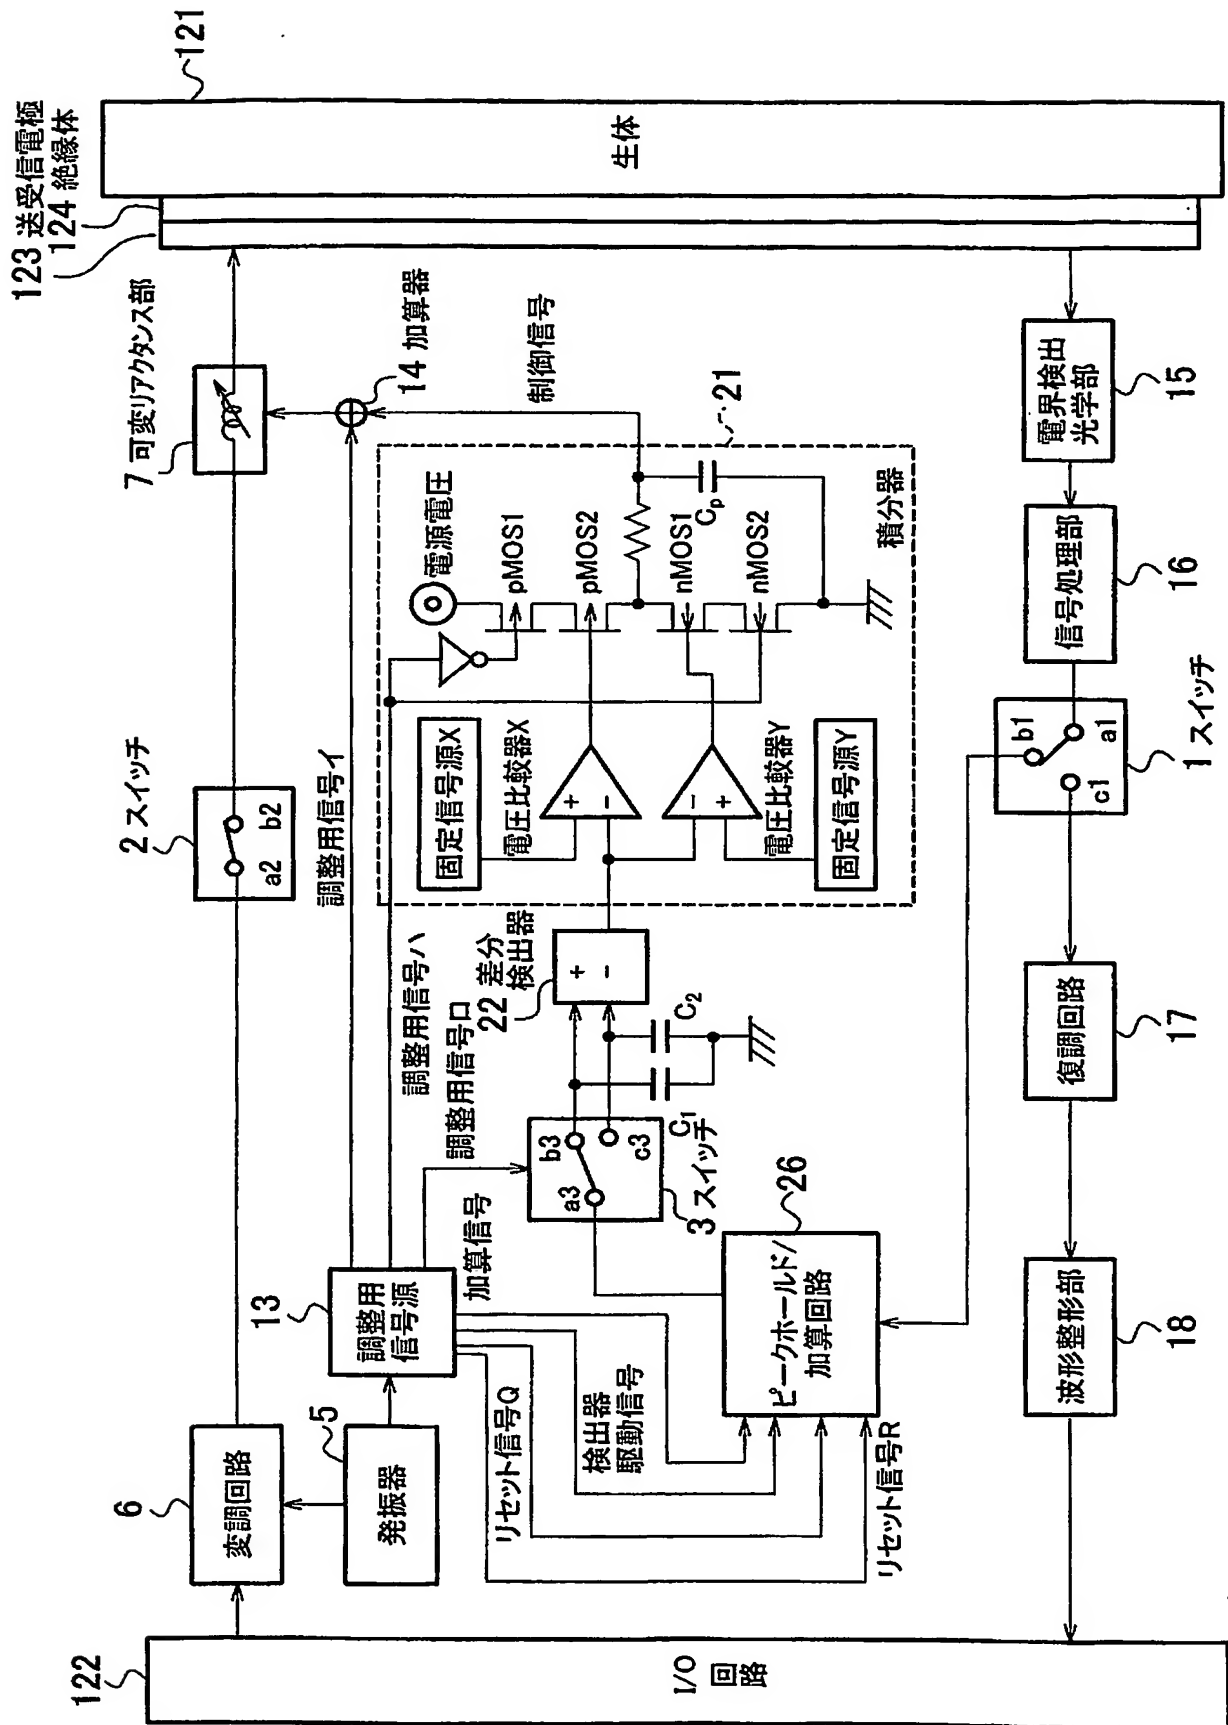 121
生体
123 送受信電極
124 絶縁体
7 可変リアクタンス部
14 加算器
制御信号
21
電源電圧
pMOS1
pMOS2
nMOS1
nMOS2
Cp
積分器
固定信号源X
電圧比較器X
+
−
−
+
電圧比較器Y
固定信号源Y
2 スイッチ
a2
b2
調整用信号イ
調整用信号ハ
調整用信号ロ
22
差分
検出器
+
−
C1
C2
3 スイッチ
a3
b3
c3
加算信号
13
調整用
信号源
リセット信号Q
検出器
駆動信号
リセット信号R
26
ピークホールド/
加算回路
6
変調回路
5
発振器
122
I/O
回路
電界検出
光学部
15
信号処理部
16
1 スイッチ
a1
b1
c1
復調回路
17
波形整形部
18